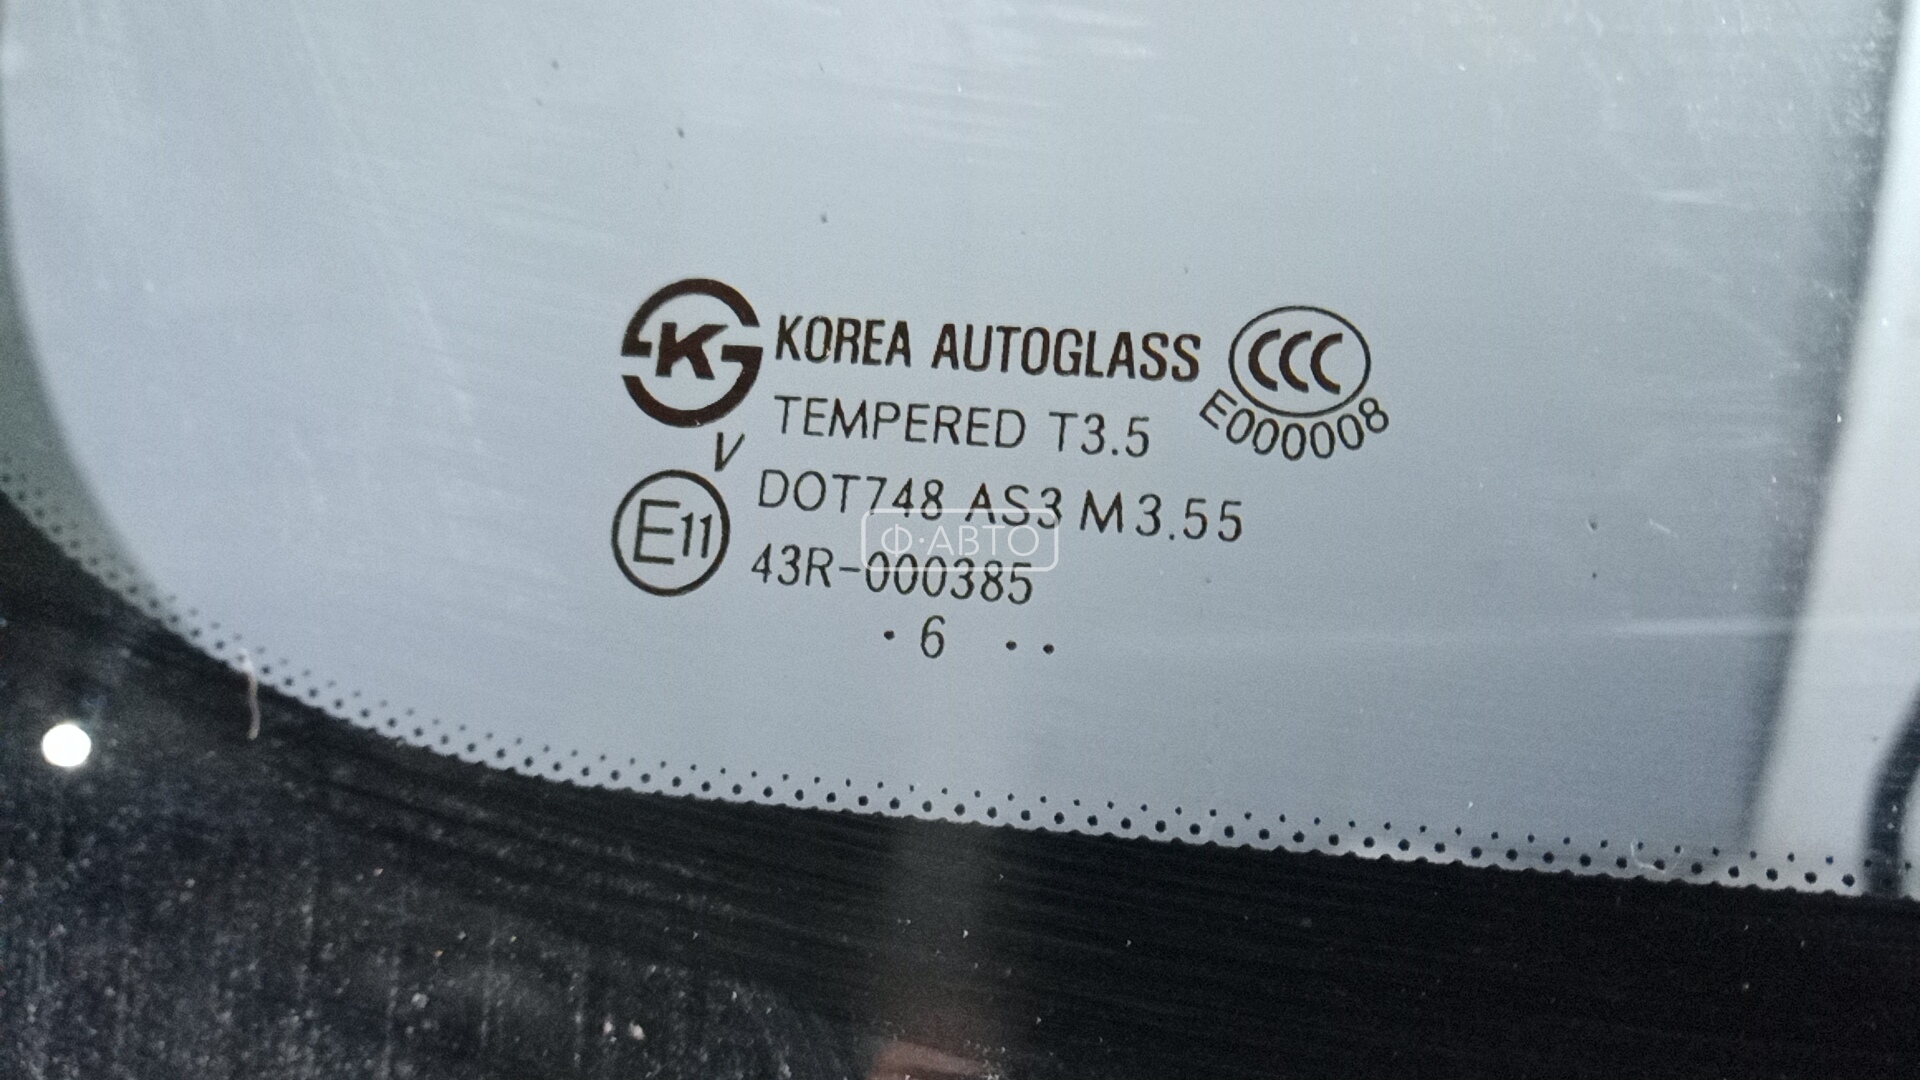 K KOREA AUTOGLASS CCC
TEMPERED T3.5 E000008
V
DOT748 AS3 M3.55
E11
Ф·АВТО
43R-000385
· 6 · ·